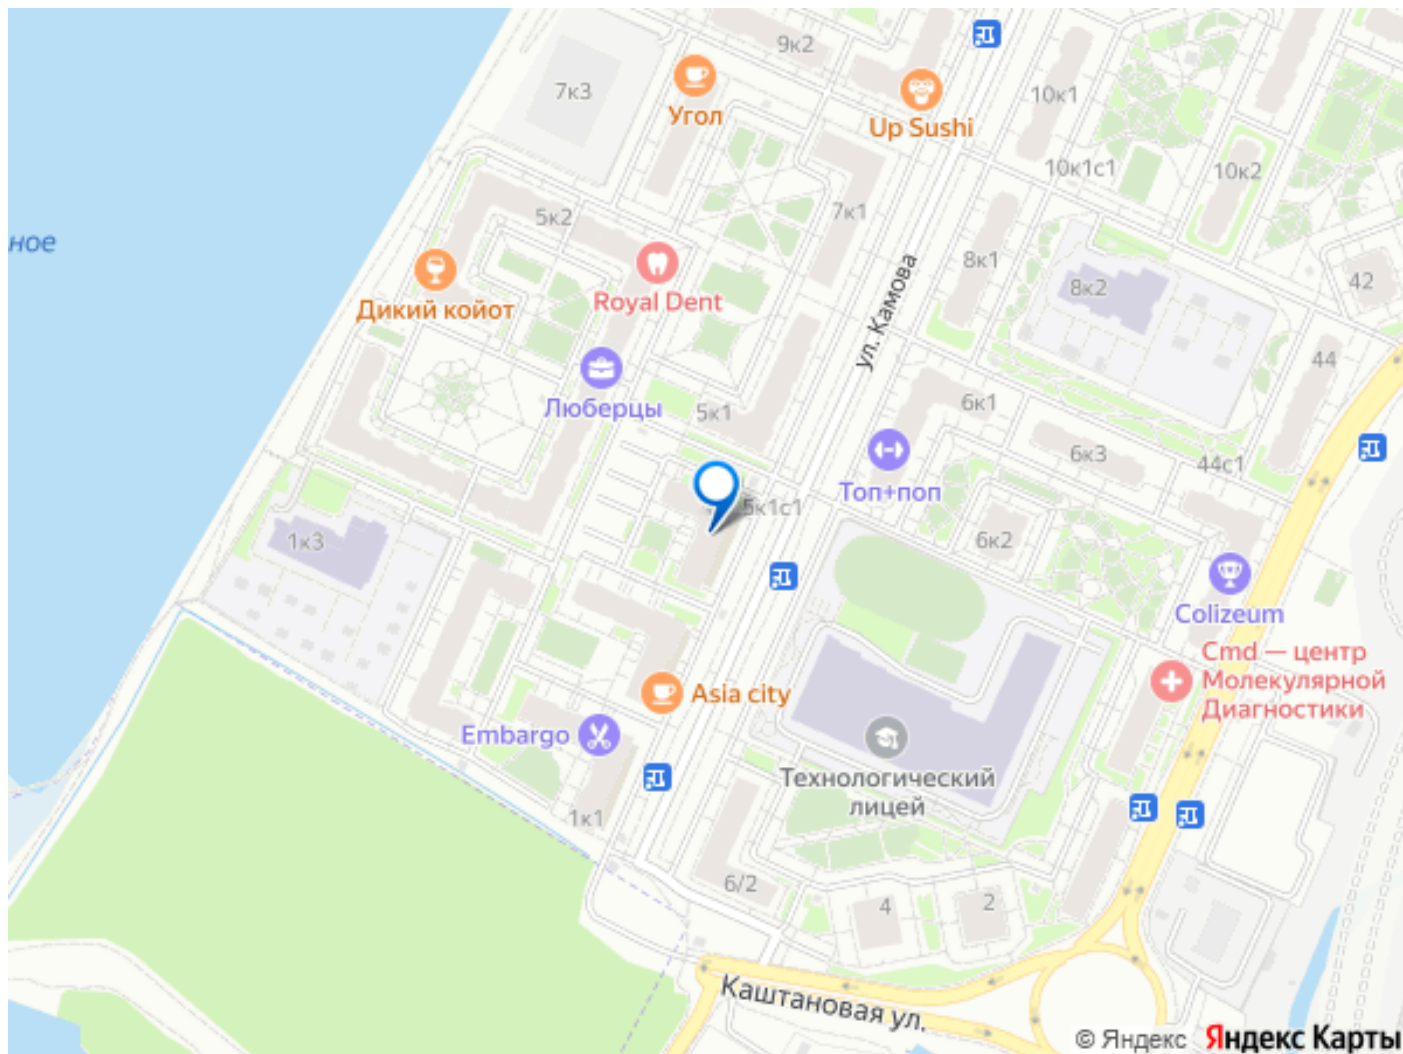 9к2
7к3
Угол
Up Sushi
10к1
10к1с1
10к2
5к2
7к1
ное
8к1
8к2
42
Дикий койот
Royal Dent
ул. Камова
44
Люберцы
5к1
6к1
6к3
44с1
Топ+поп
5к1с1
1к3
6к2
Colizeum
Cmd — центр
Молекулярной
Диагностики
Asia city
Embargo
Технологический
лицей
1к1
6/2
4
2
Каштановая ул.
© Яндекс Яндекс Карты